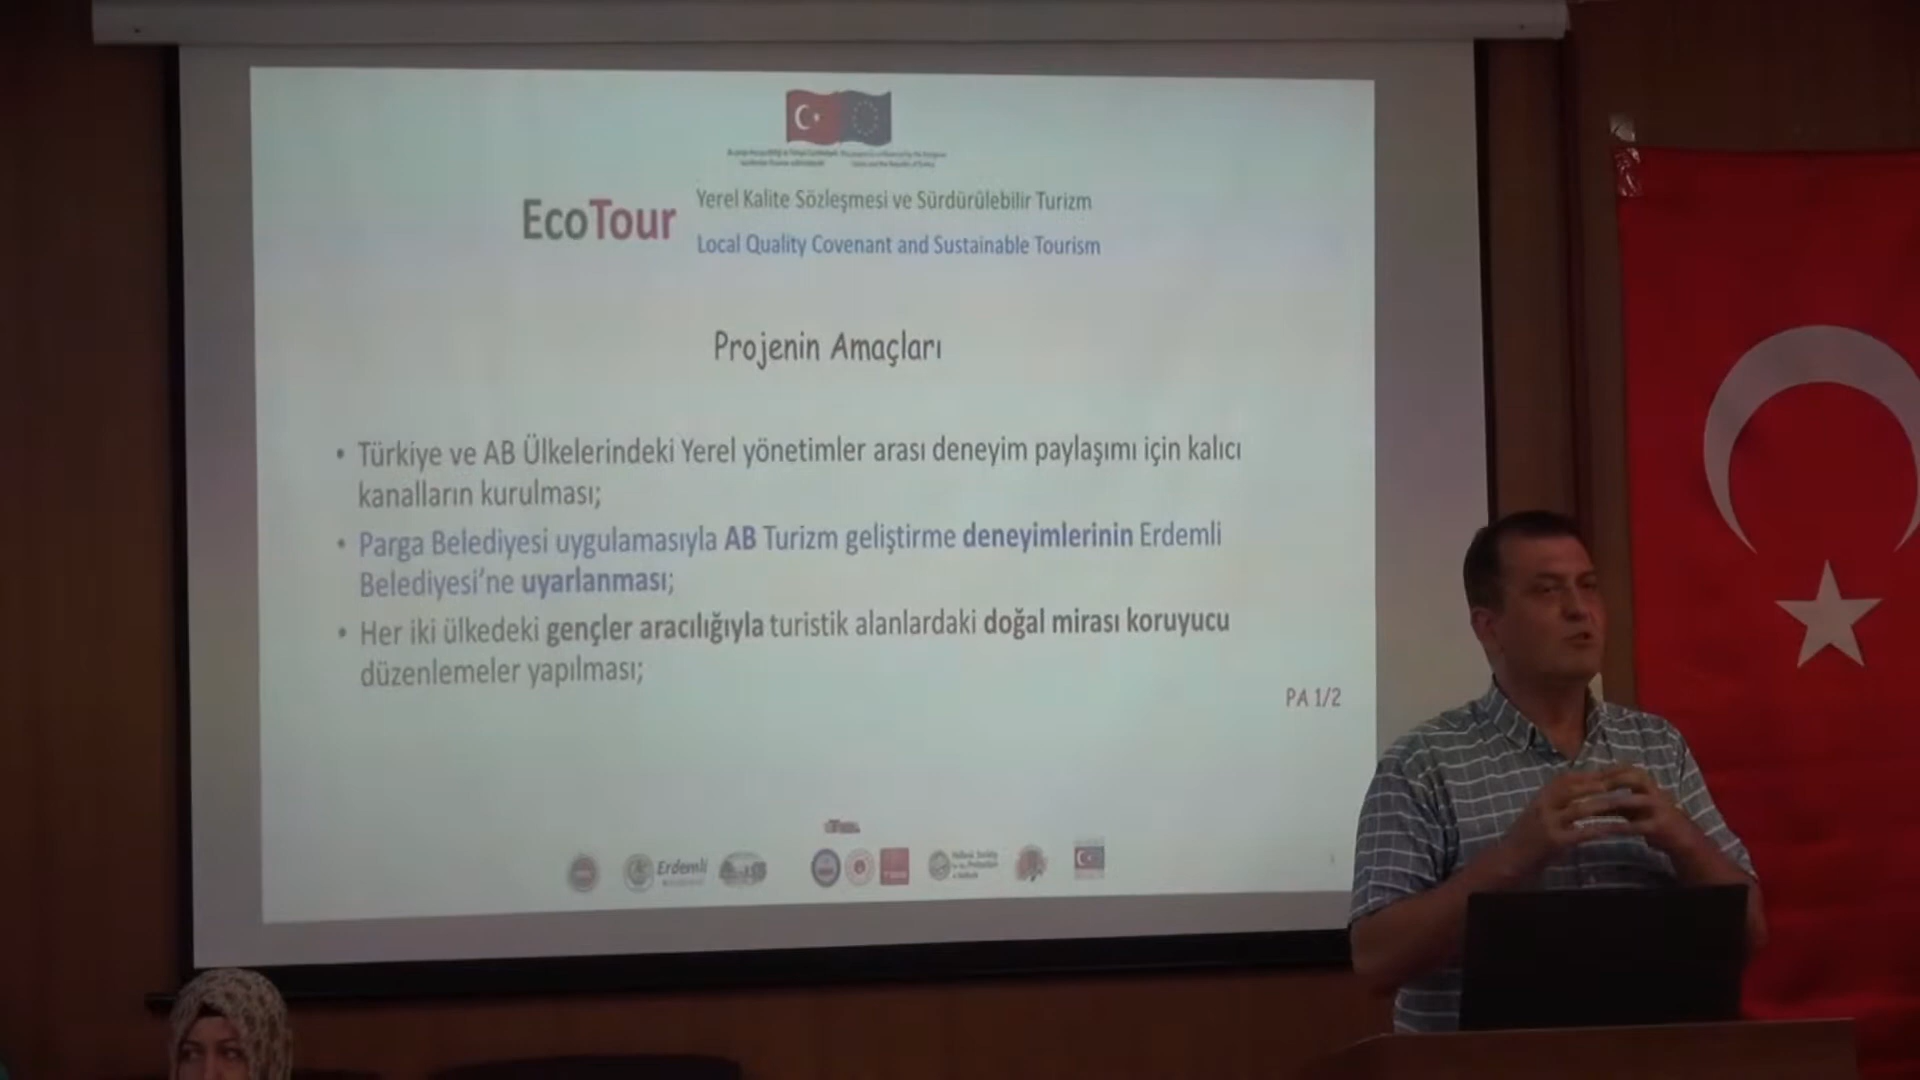 EcoTour
Yerel Kalite Sözleşmesi ve Sürdürülebilir Turizm
Local Quality Covenant and Sustainable Tourism
Projenin Amaçları
• Türkiye ve AB Ülkelerindeki Yerel yönetimler arası deneyim paylaşımı için kalıcı
kanalların kurulması;
• Parga Belediyesi uygulamasıyla AB Turizm geliştirme deneyimlerinin Erdemli
Belediyesi'ne uyarlanması;
• Her iki ülkedeki gençler aracılığıyla turistik alanlardaki doğal mirası koruyucu
düzenlemeler yapılması;
PA 1/2
Erdemli